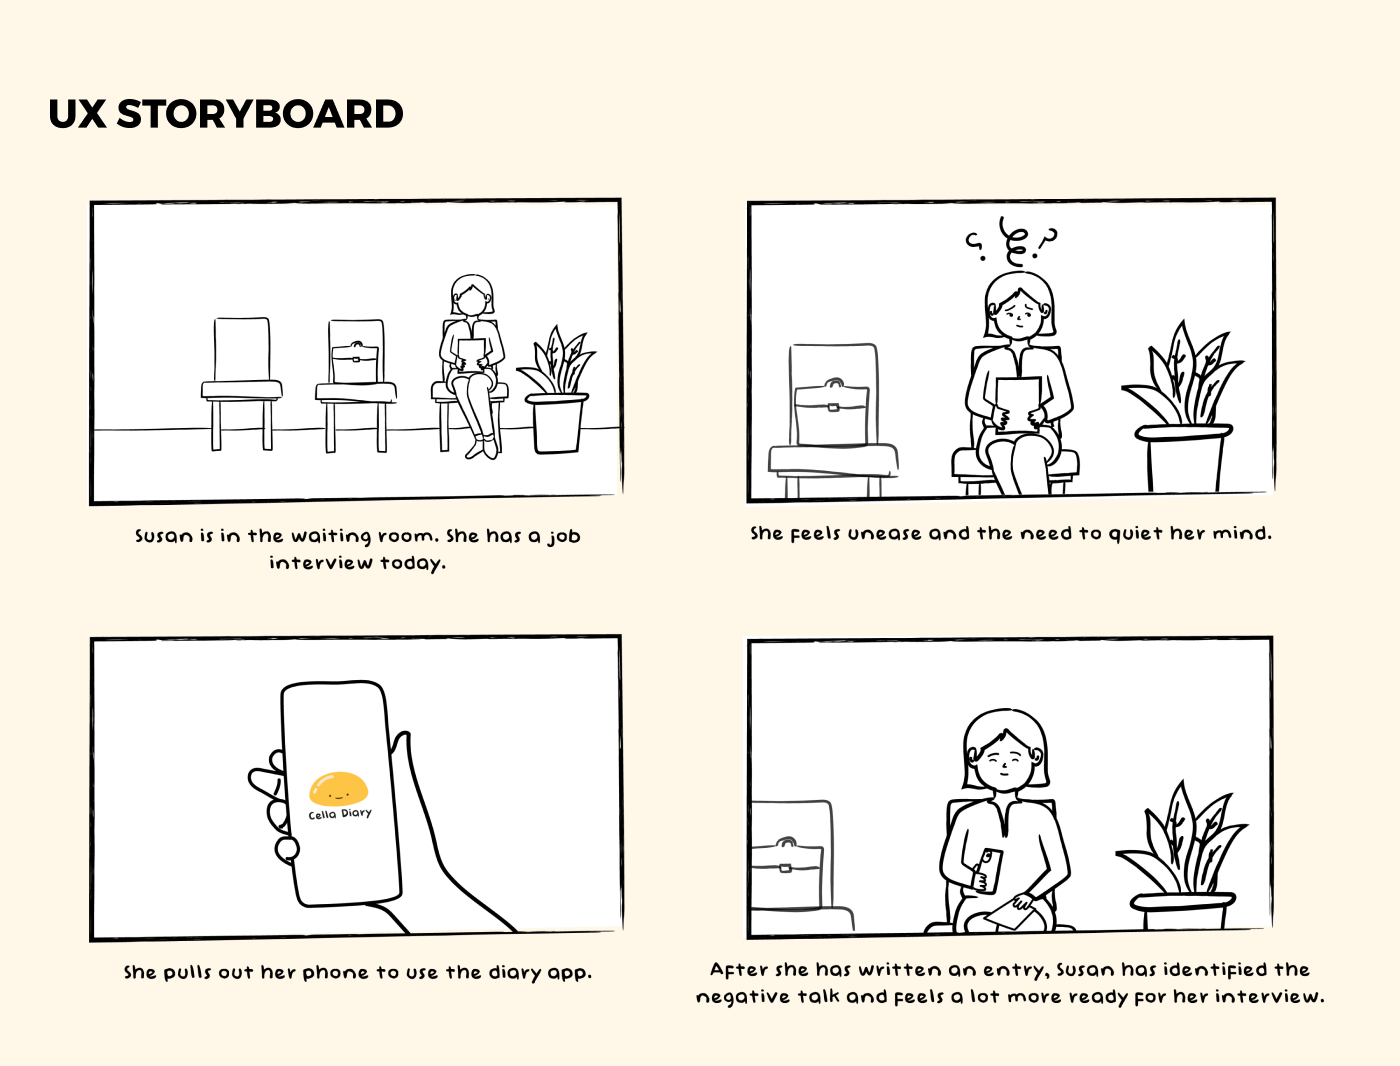 UX STORYBOARD
Susan is in the waiting room. She has a job
interview today.
She feels unease and the need to quiet her mind.
Cella Diary
She pulls out her phone to use the diary app.
After she has written an entry, Susan has identified the
negative talk and feels a lot more ready for her interview.